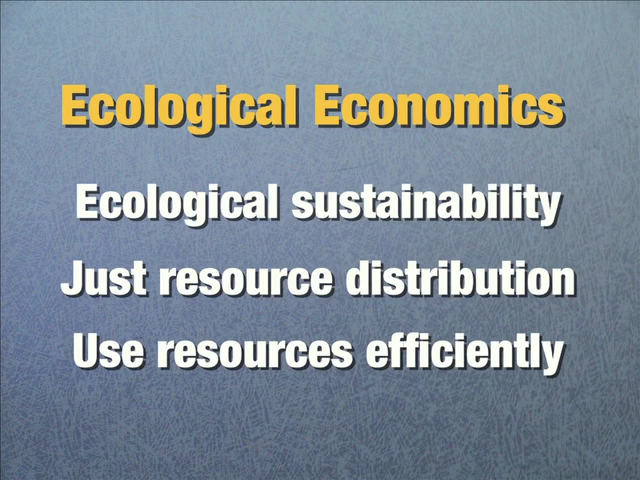 Ecological Economics
Ecological sustainability
Just resource distribution
Use resources efficiently